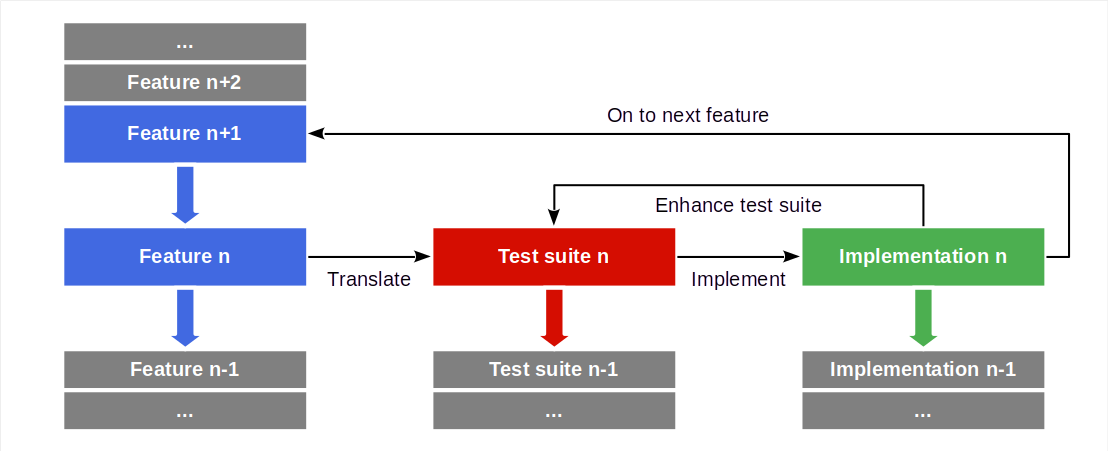 ...
Feature n+2
Feature n+1
On to next feature
Enhance test suite
Feature n
Translate
Test suite n
Implement
Implementation n
Feature n-1
Test suite n-1
Implementation n-1
...
...
...